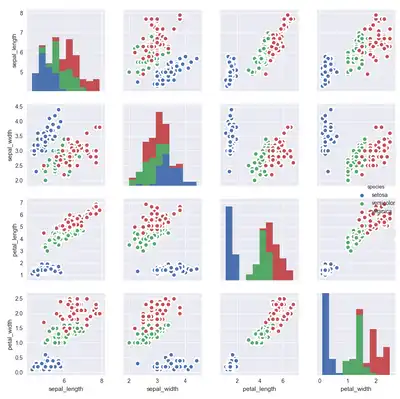 8
7
6
5
sepal_length
4.5
4.0
3.5
3.0
2.5
2.0
sepal_width
species
setosa
versicolor
7
6
5
4
3
2
1
petal_length
2.5
2.0
1.5
1.0
0.5
0.0
petal_width
6 8
2 3 4
2 4 6
0 1 2
sepal_length sepal_width petal_length petal_width